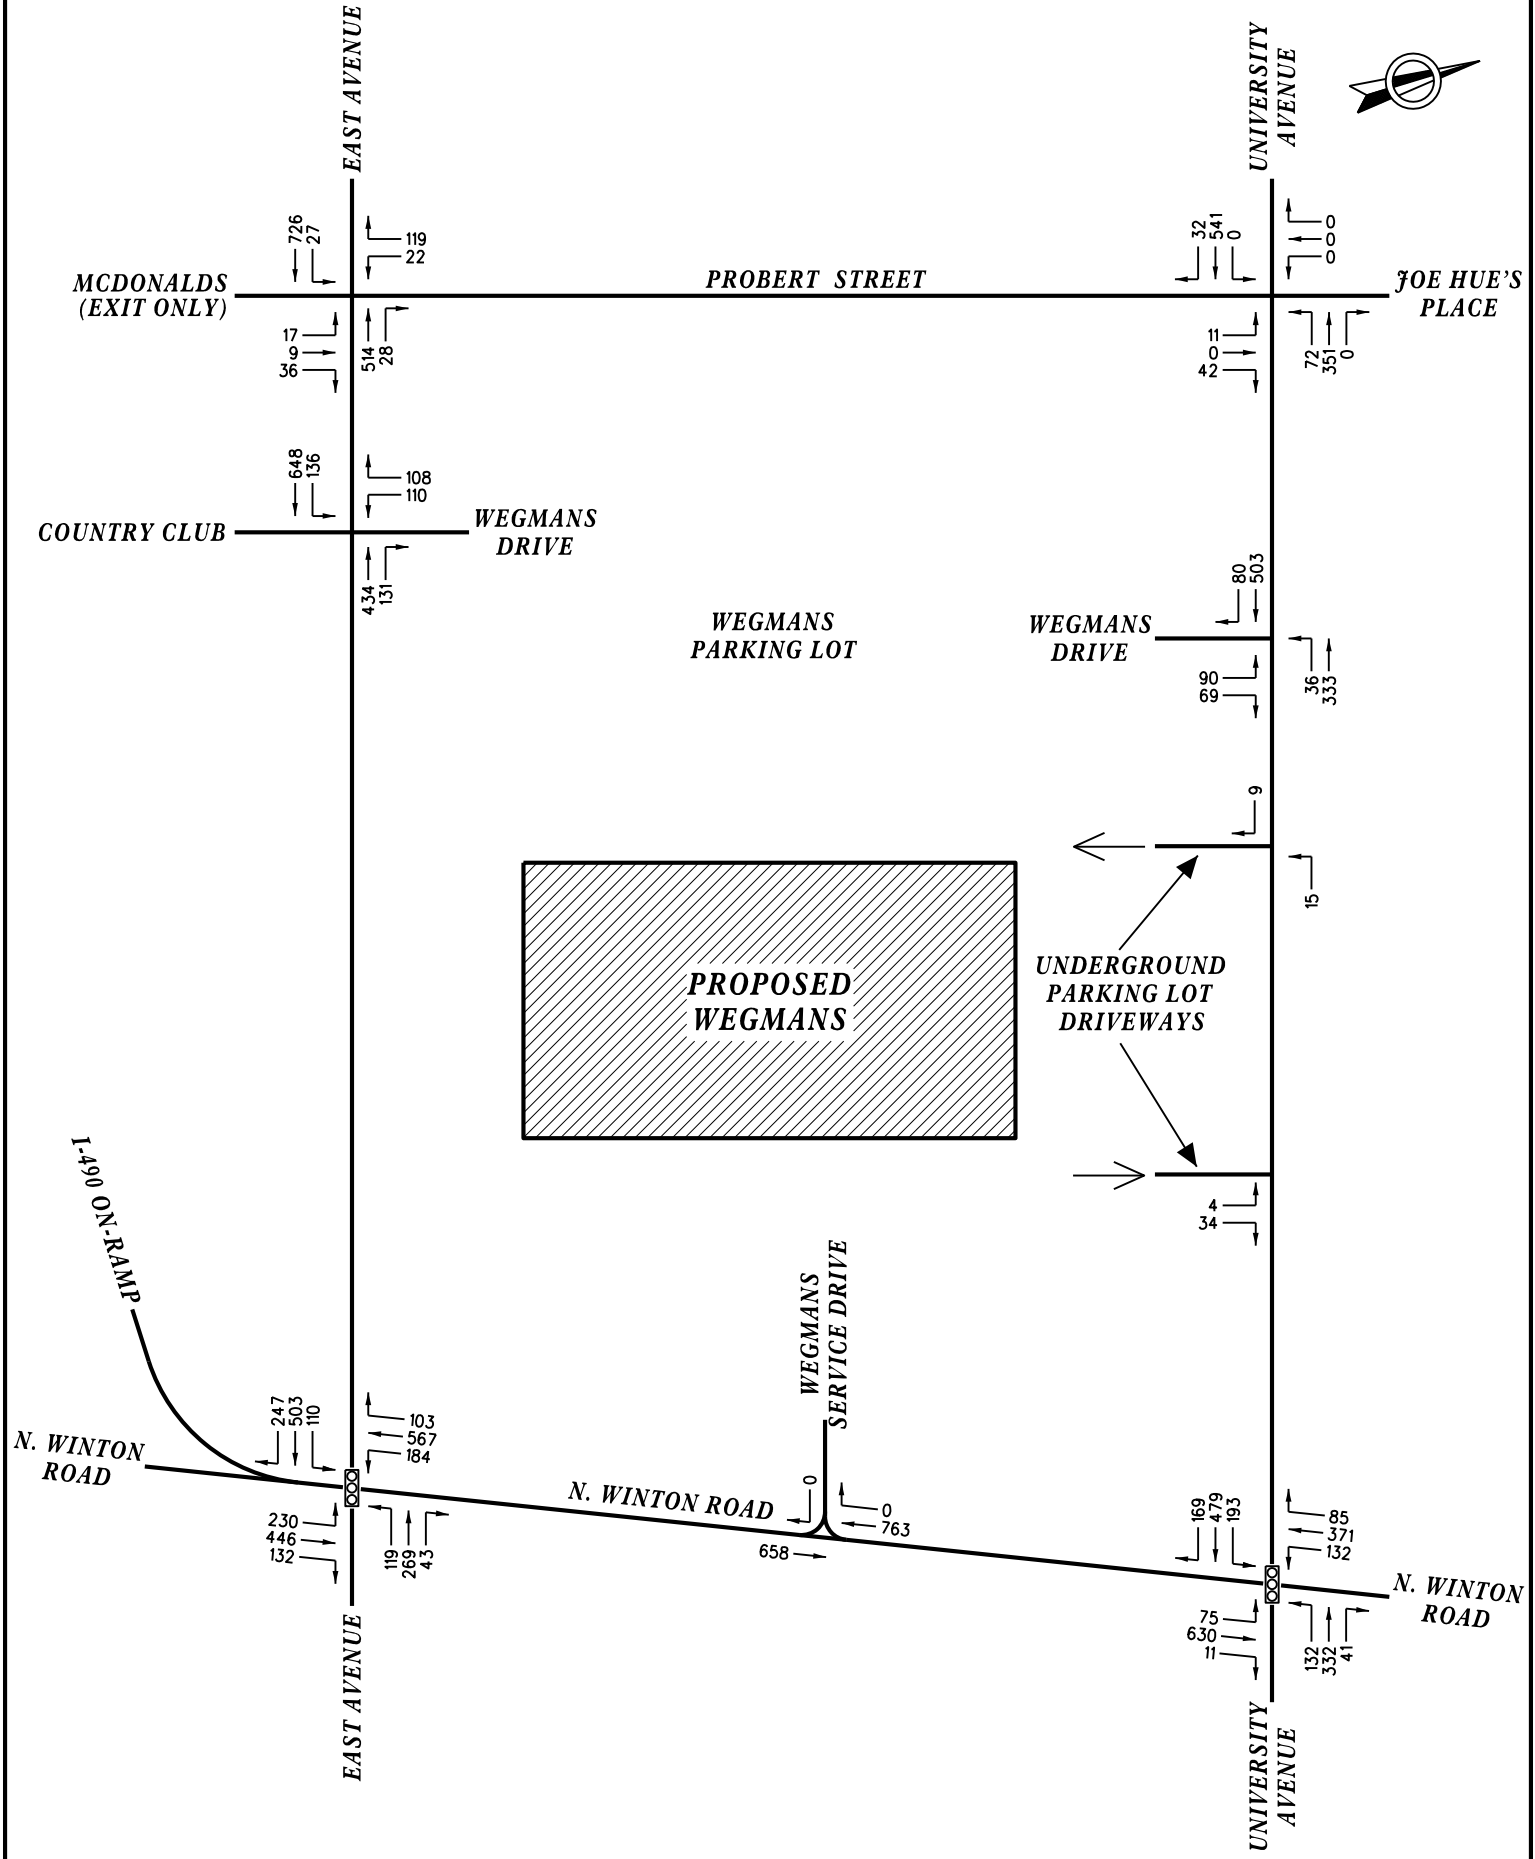 EAST AVENUE
UNIVERSITY
AVENUE
726
27
119
22
MCDONALDS
(EXIT ONLY)
PROBERT STREET
17
9
36
514
28
32
541
0
0
0
0
JOE HUE'S
PLACE
11
0
42
72
351
0
648
136
108
110
COUNTRY CLUB
WEGMANS
DRIVE
434
131
WEGMANS
PARKING LOT
80
503
WEGMANS
DRIVE
90
69
36
333
9
15
PROPOSED
WEGMANS
UNDERGROUND
PARKING LOT
DRIVEWAYS
4
34
I-490 ON-RAMP
WEGMANS
SERVICE DRIVE
247
503
110
103
567
184
N. WINTON
ROAD
230
446
132
119
269
43
N. WINTON ROAD
0
0
763
658
169
479
193
85
371
132
N. WINTON
ROAD
75
630
11
132
332
41
EAST AVENUE
UNIVERSITY
AVENUE